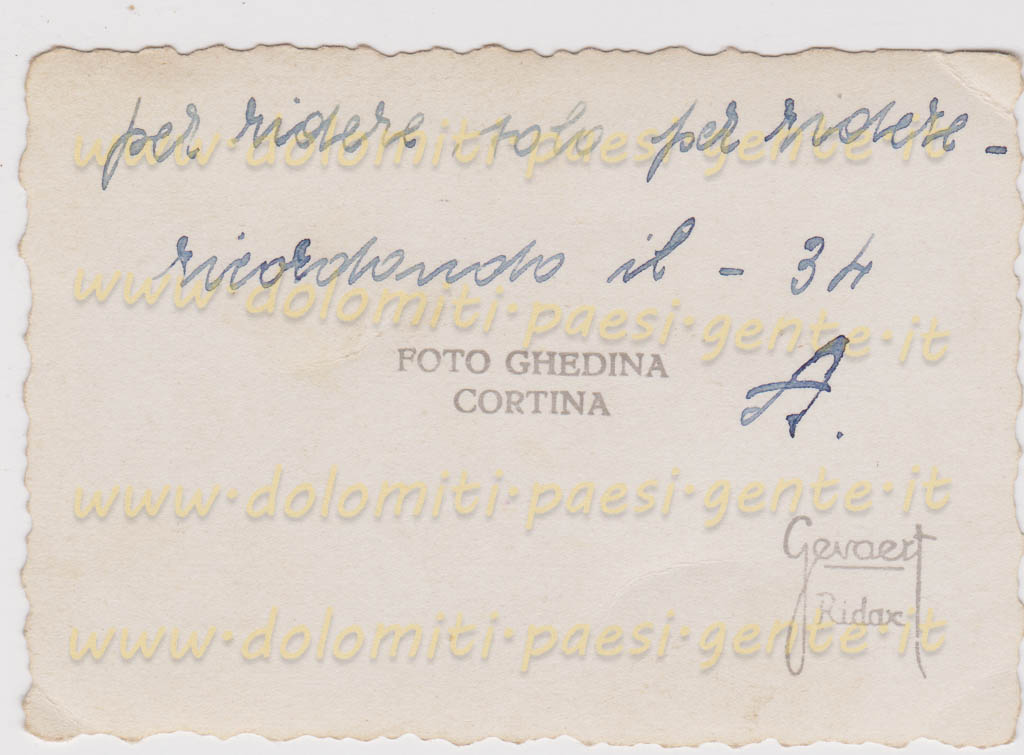 per ridere, solo per ridere -
ricordando il - 34
A.
FOTO GHEDINA
CORTINA
Gevaert
Ridax
www.dolomiti.paesi.gente.it
www.dolomiti.paesi.gente.it
www.dolomiti.paesi.gente.it
www.dolomiti.paesi.gente.it